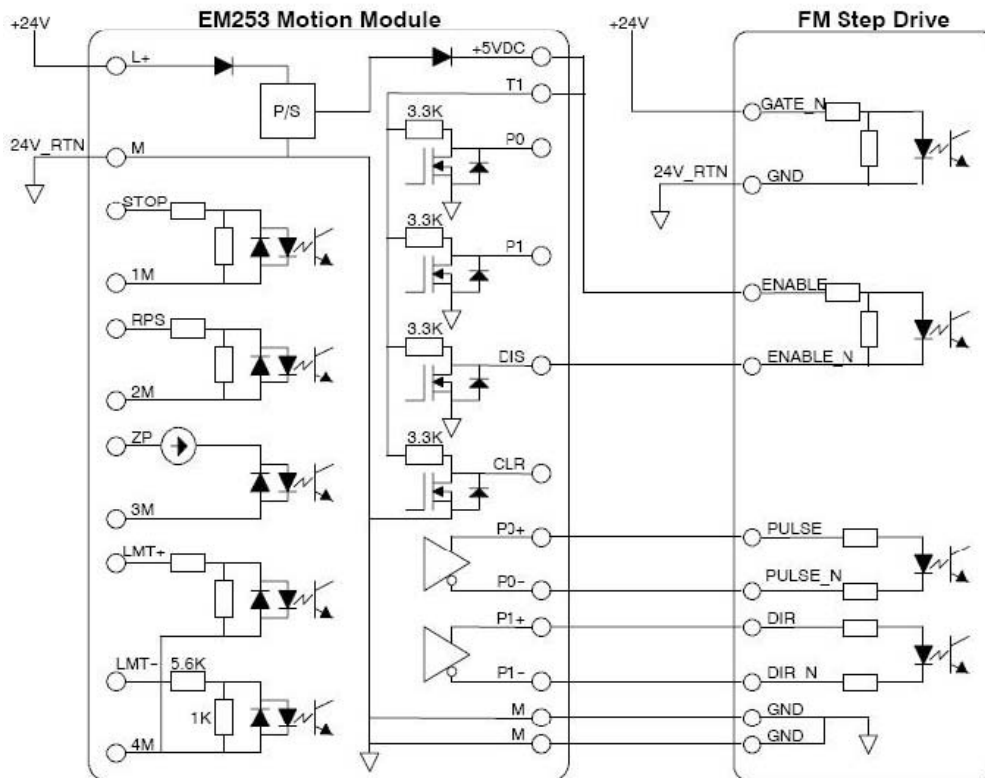 EM253 Motion Module
FM Step Drive
+24V
L+
P/S
24V_RTN
M
STOP
1M
RPS
2M
ZP
3M
LMT+
LMT-
5.6K
1K
4M
+5VDC
T1
3.3K
P0
3.3K
P1
3.3K
DIS
3.3K
CLR
P0+
P0-
P1+
P1-
M
M
+24V
GATE_N
24V_RTN
GND
ENABLE
ENABLE_N
PULSE
PULSE_N
DIR
DIR_N
GND
GND